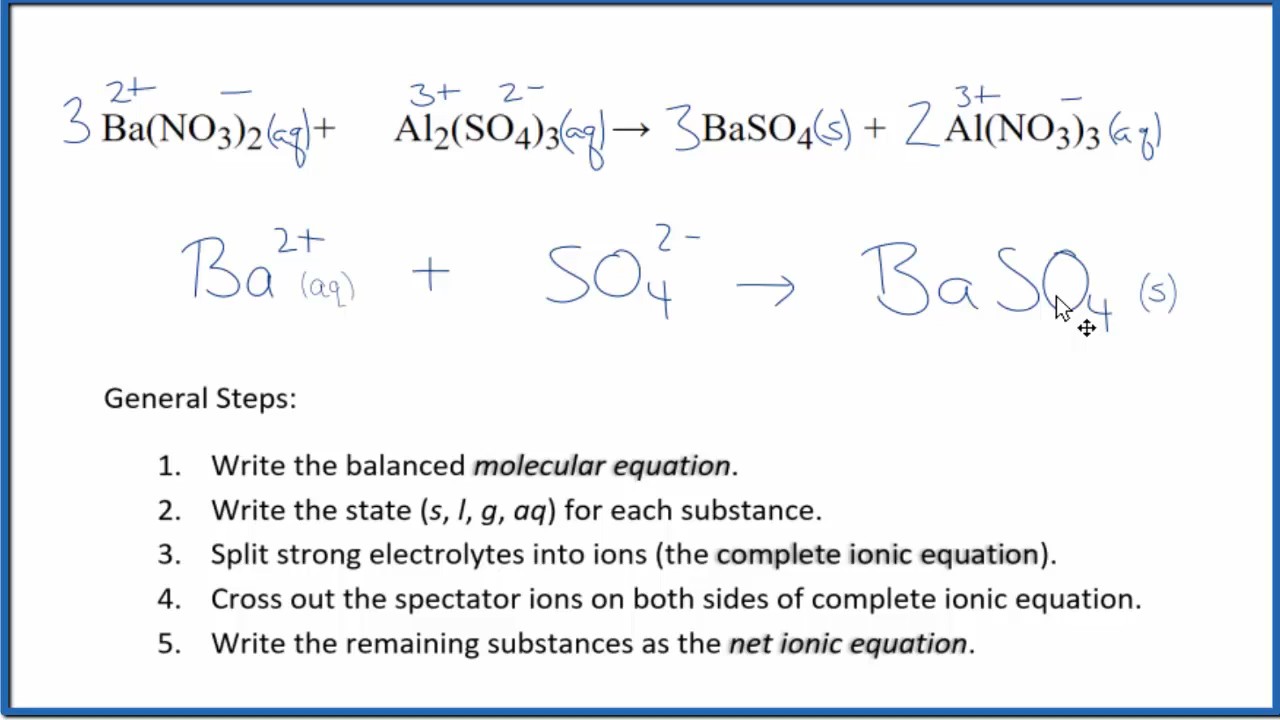 2+ − 3+ 2− 3+ −
3 Ba(NO3)2(aq) + Al2(SO4)3(aq) → 3BaSO4(s) + 2 Al(NO3)3(aq)
Ba2+ (aq) + SO4 2− → BaSO4 (s)
General Steps:
1. Write the balanced molecular equation.
2. Write the state (s, l, g, aq) for each substance.
3. Split strong electrolytes into ions (the complete ionic equation).
4. Cross out the spectator ions on both sides of complete ionic equation.
5. Write the remaining substances as the net ionic equation.